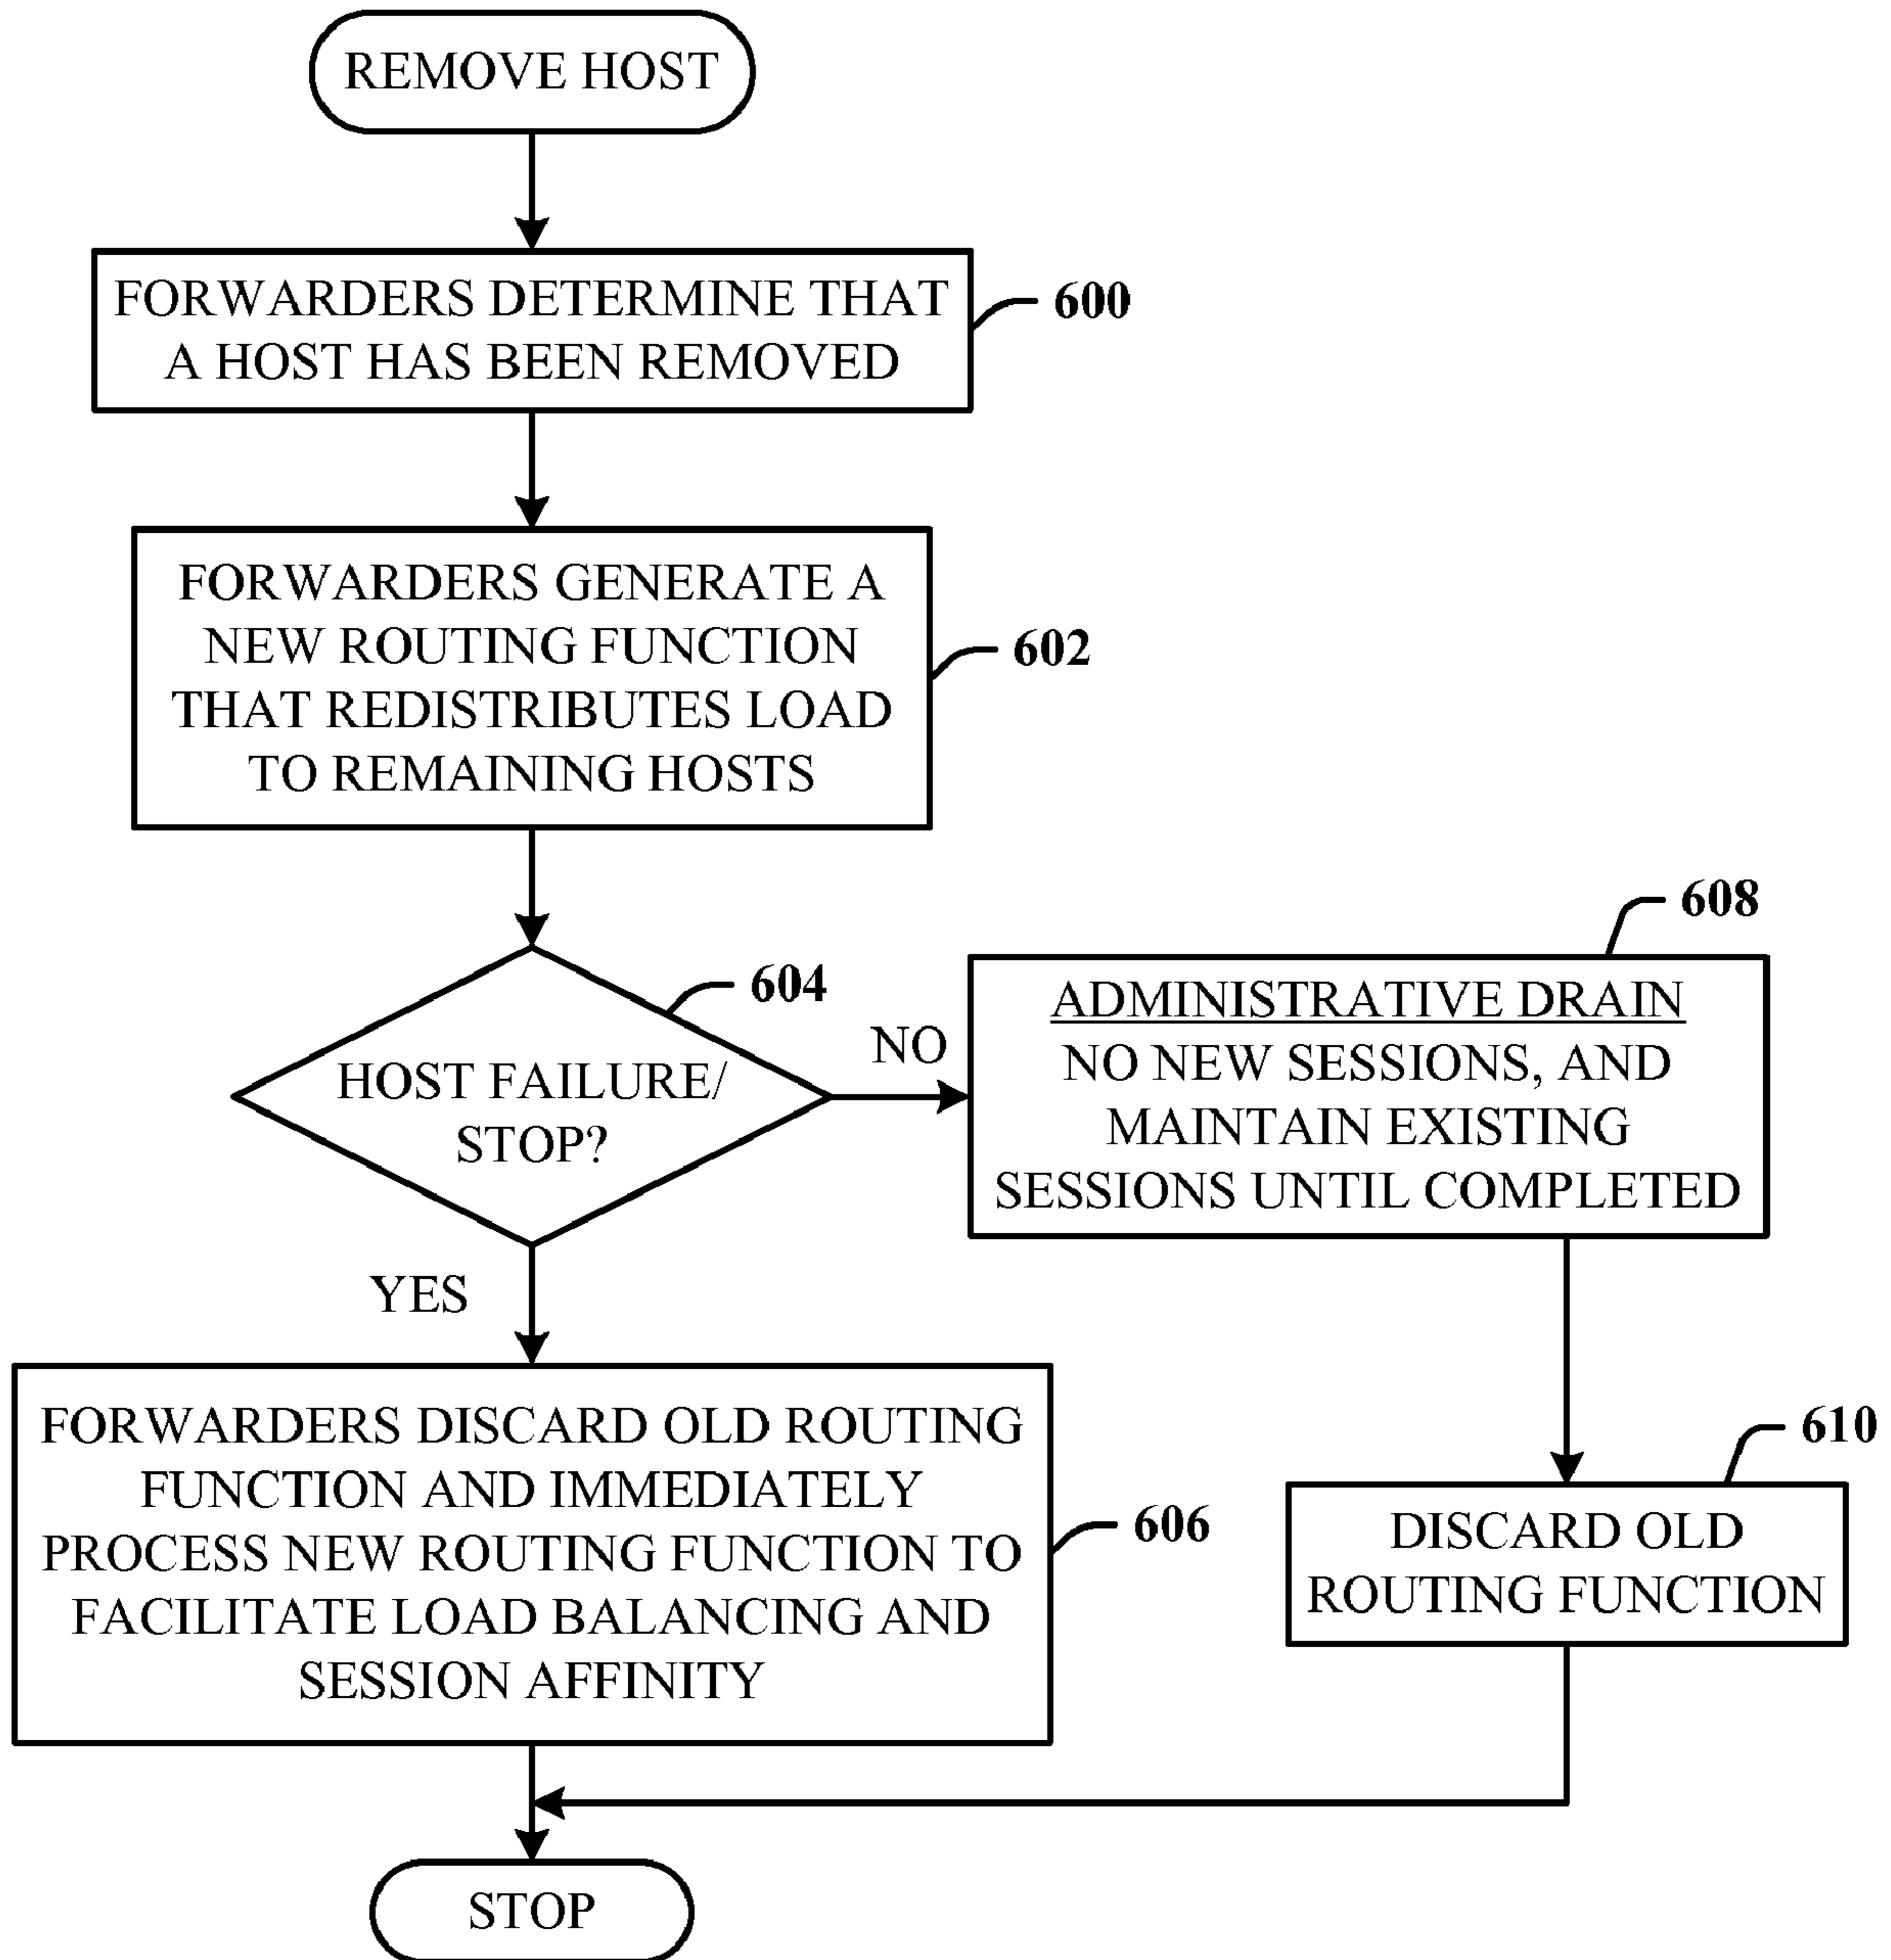 REMOVE HOST
FORWARDERS DETERMINE THAT
A HOST HAS BEEN REMOVED
600
FORWARDERS GENERATE A
NEW ROUTING FUNCTION
THAT REDISTRIBUTES LOAD
TO REMAINING HOSTS
602
604
HOST FAILURE/
STOP?
NO
608
ADMINISTRATIVE DRAIN
NO NEW SESSIONS, AND
MAINTAIN EXISTING
SESSIONS UNTIL COMPLETED
YES
FORWARDERS DISCARD OLD ROUTING
FUNCTION AND IMMEDIATELY
PROCESS NEW ROUTING FUNCTION TO
FACILITATE LOAD BALANCING AND
SESSION AFFINITY
606
610
DISCARD OLD
ROUTING FUNCTION
STOP